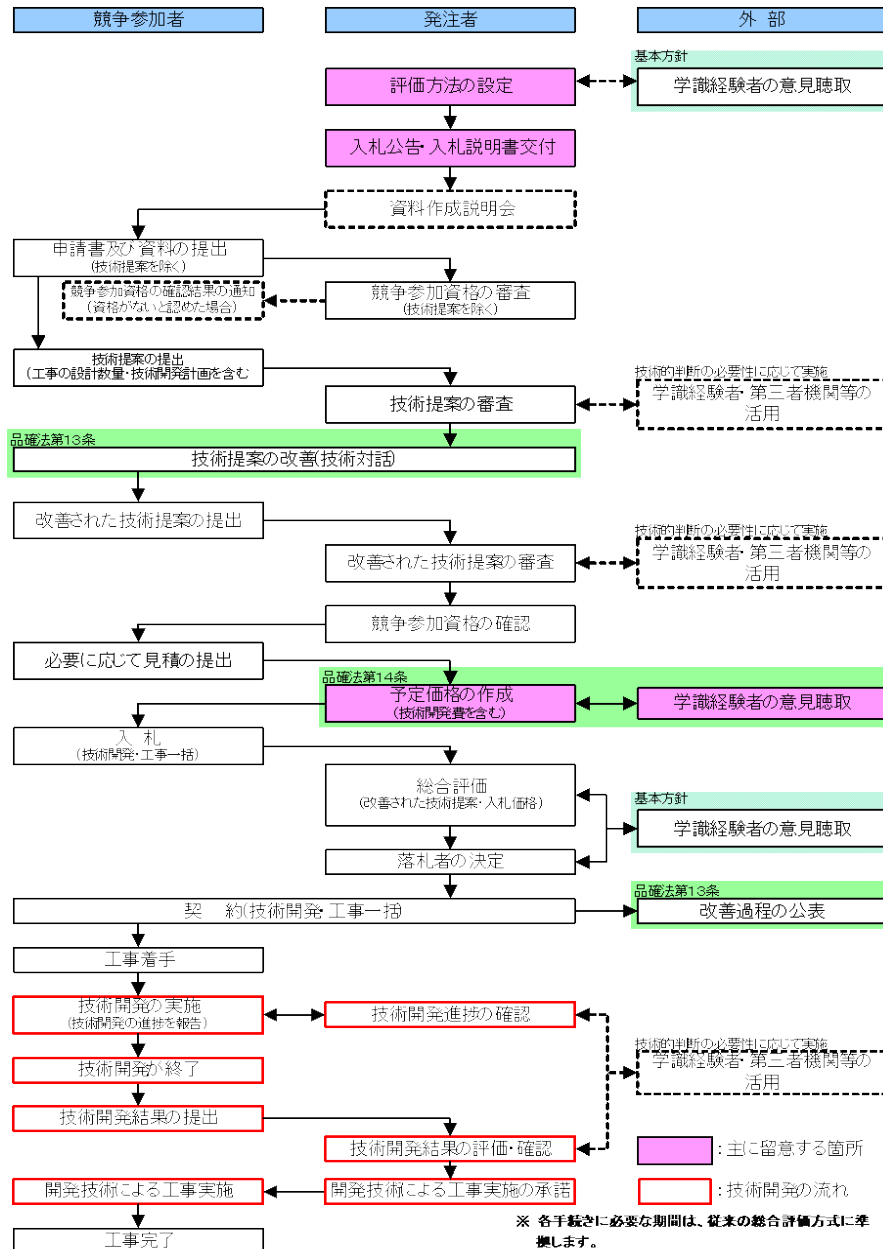 競争参加者
発注者
外 部
基本方針
評価方法の設定
学識経験者の意見聴取
入札公告・入札説明書交付
資料作成説明会
申請書及び資料の提出
(技術提案を除く)
競争参加資格の確認結果の通知
(資格がないと認めた場合)
競争参加資格の審査
(技術提案を除く)
技術提案の提出
(工事の設計数量・技術開発計画を含む
技術的判断の必要性に応じて実施
技術提案の審査
学識経験者・第三者機関等の
活用
品確法第13条
技術提案の改善(技術対話)
改善された技術提案の提出
技術的判断の必要性に応じて実施
改善された技術提案の審査
学識経験者・第三者機関等の
活用
競争参加資格の確認
必要に応じて見積の提出
品確法第14条
予定価格の作成
(技術開発費を含む)
学識経験者の意見聴取
入 札
(技術開発・工事一括)
総合評価
(改善された技術提案・入札価格)
基本方針
学識経験者の意見聴取
落札者の決定
品確法第13条
契 約(技術開発・工事一括)
改善過程の公表
工事着手
技術開発の実施
(技術開発の進捗を報告)
技術開発進捗の確認
技術的判断の必要性に応じて実施
学識経験者・第三者機関等の
活用
技術開発が終了
技術開発結果の提出
技術開発結果の評価・確認
：主に留意する箇所
開発技術による工事実施
開発技術による工事実施の承諾
：技術開発の流れ
工事完了
※ 各手続きに必要な期間は、従来の総合評価方式に準
拠します。